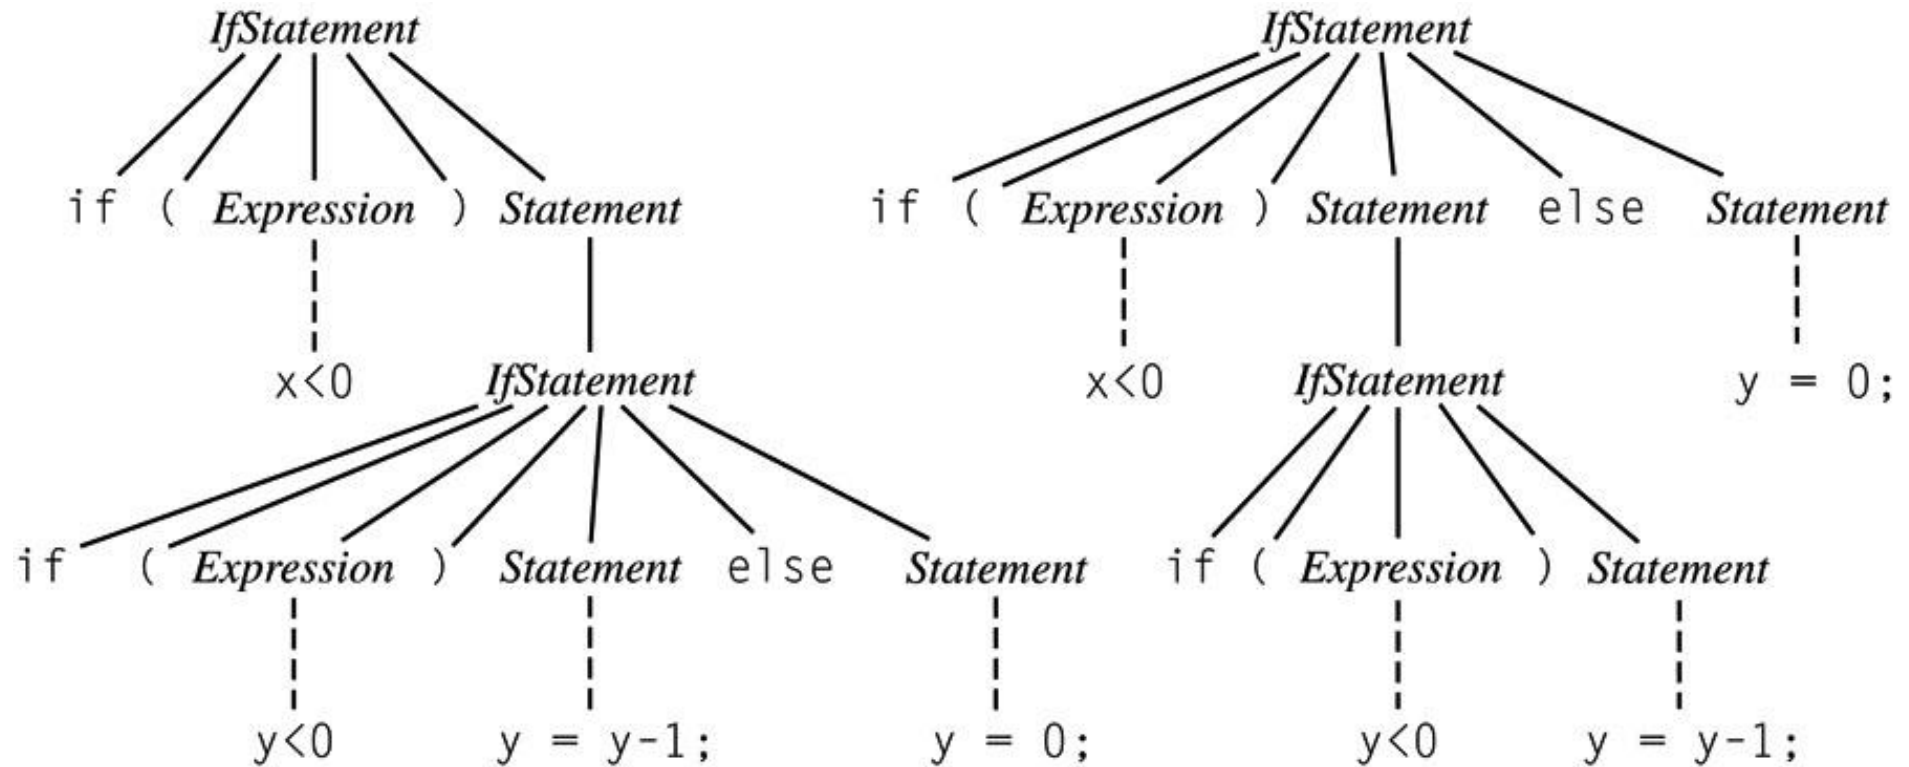 IfStatement IfStatement
if ( Expression ) Statement if ( Expression ) Statement else Statement
x<0 IfStatement x<0 IfStatement y = 0;
if ( Expression ) Statement else Statement if ( Expression ) Statement
y<0 y = y-1; y = 0; y<0 y = y-1;